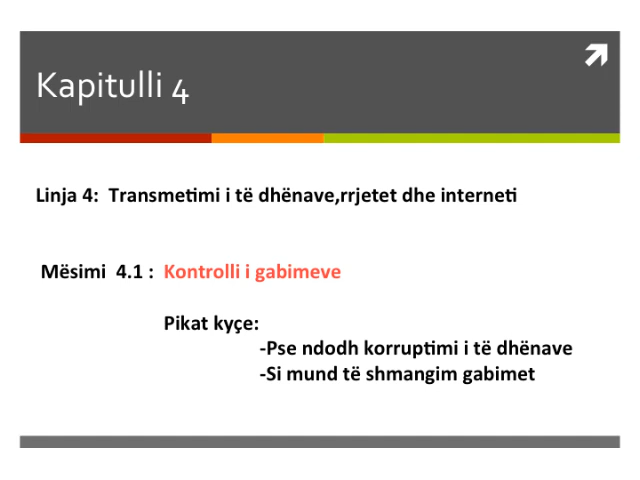 Kapitulli 4
Linja 4: Transmetimi i të dhënave,rrjetet dhe interneti
Mësimi 4.1 : Kontrolli i gabimeve
Pikat kyçe:
-Pse ndodh korruptimi i të dhënave
-Si mund të shmangim gabimet